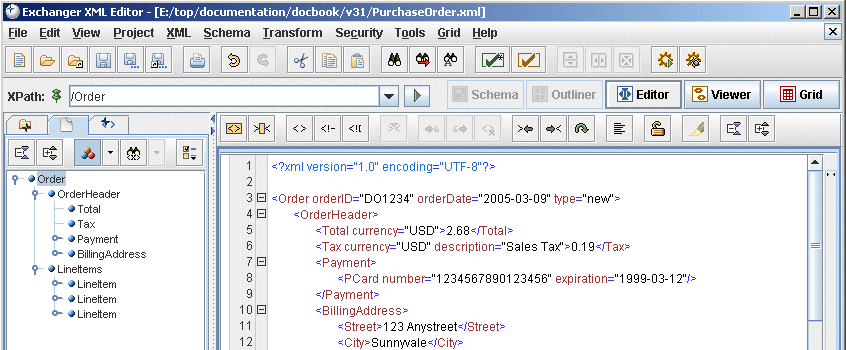 Exchanger XML Editor - [E:/top/documentation/docbook/v31/PurchaseOrder.xml]
File Edit View Project XML Schema Transform Security Tools Grid Help
XPath: /Order Schema Outliner Editor Viewer Grid
Order
OrderHeader
Total
Tax
Payment
BillingAddress
LineItems
LineItem
LineItem
LineItem
1 <?xml version="1.0" encoding="UTF-8"?>
2
3 <Order orderID="DO1234" orderDate="2005-03-09" type="new">
4 <OrderHeader>
5 <Total currency="USD">2.68</Total>
6 <Tax currency="USD" description="Sales Tax">0.19</Tax>
7 <Payment>
8 <PCard number="1234567890123456" expiration="1999-03-12"/>
9 </Payment>
10 <BillingAddress>
11 <Street>123 Anystreet</Street>
12 <City>Sunnyvale</City>